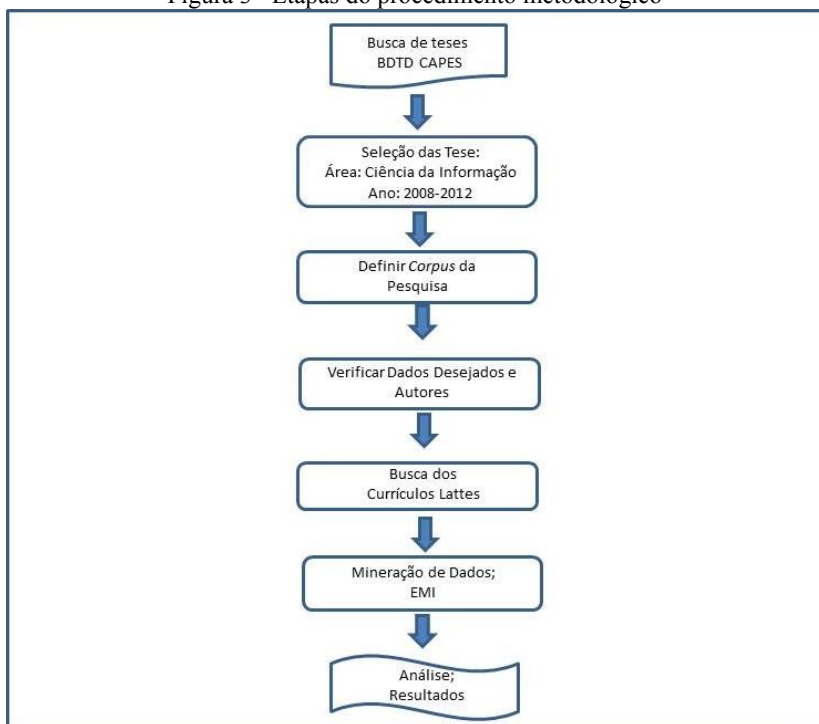 Figura 3 - Etapas do procedimento metodológico
Busca de teses
BDTD CAPES
Seleção das Tese:
Área: Ciência da Informação
Ano: 2008-2012
Definir Corpus da
Pesquisa
Verificar Dados Desejados e
Autores
Busca dos
Currículos Lattes
Mineração de Dados;
EMI
Análise;
Resultados